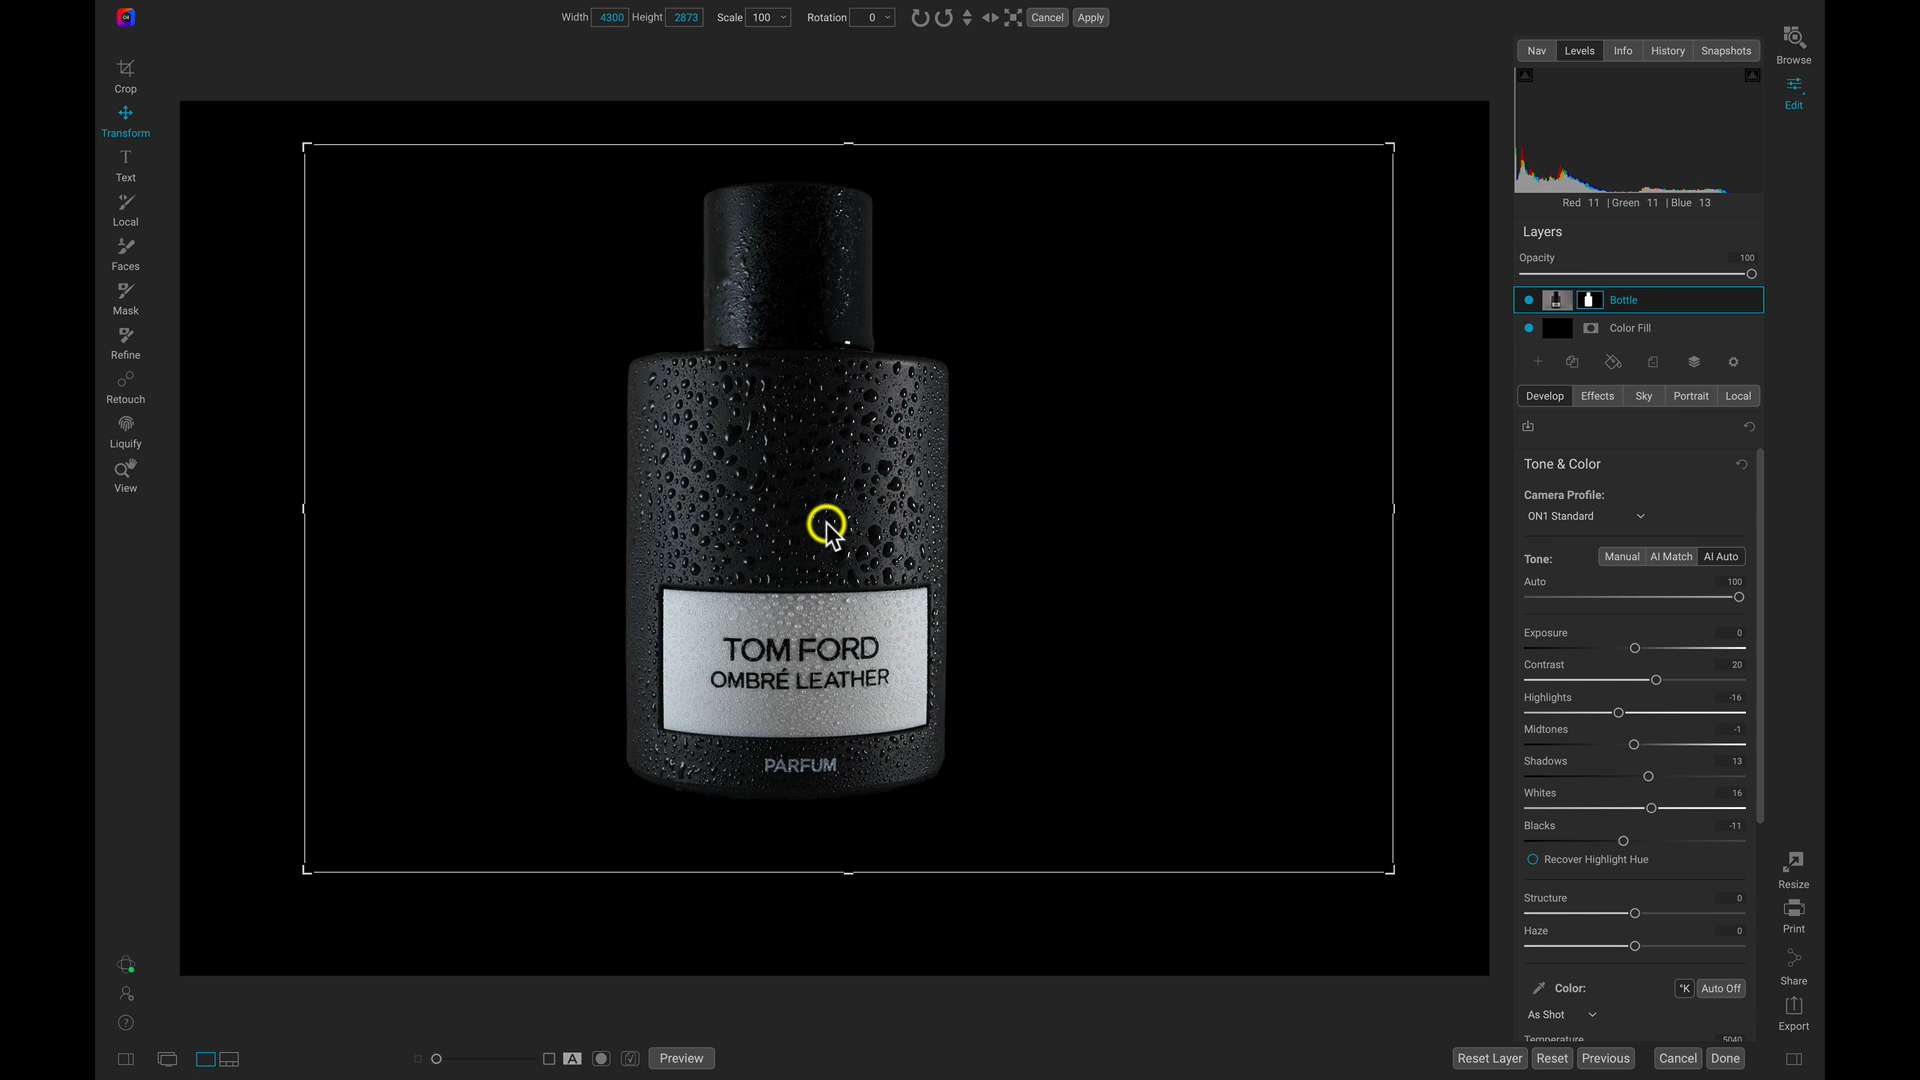 Width 4300 Height 2873 Scale 100 Rotation 0 Cancel Apply
Crop
Transform
Text
Local
Faces
Mask
Refine
Retouch
Liquify
View
TOM FORD
OMBRÉ LEATHER
PARFUM
Nav Levels Info History Snapshots
Red 11 | Green 11 | Blue 13
Layers
Opacity 100
Bottle
Color Fill
Develop Effects Sky Portrait Local
Tone & Color
Camera Profile:
ON1 Standard
Tone: Manual AI Match AI Auto
Auto 100
Exposure 0
Contrast 20
Highlights -16
Midtones -1
Shadows 13
Whites 16
Blacks -11
Recover Highlight Hue
Structure 0
Haze 0
Color: °K Auto Off
As Shot
Temperature 5040
Browse
Edit
Resize
Print
Share
Export
A Preview
Reset Layer Reset Previous Cancel Done